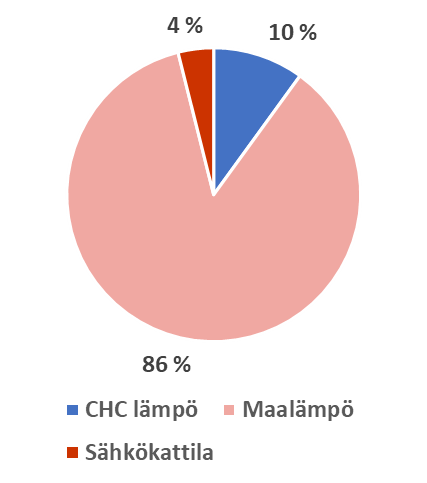 4 %
10 %
86 %
CHC lämpö
Maalämpö
Sähkökattila